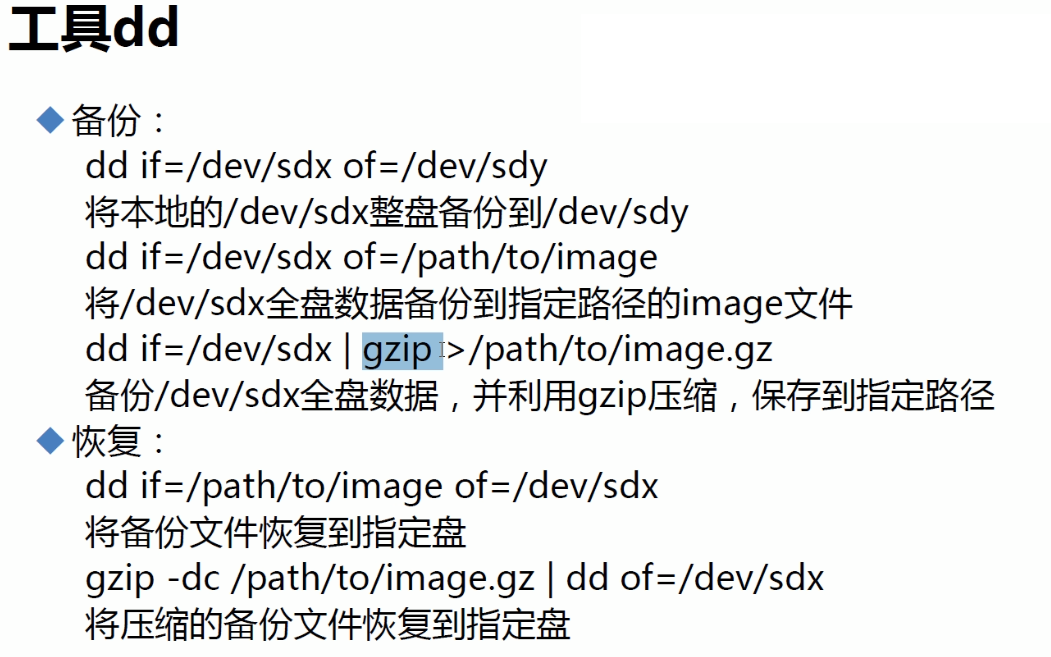 工具dd
备份：
dd if=/dev/sdx of=/dev/sdy
将本地的/dev/sdx整盘备份到/dev/sdy
dd if=/dev/sdx of=/path/to/image
将/dev/sdx全盘数据备份到指定路径的image文件
dd if=/dev/sdx | gzip >/path/to/image.gz
备份/dev/sdx全盘数据，并利用gzip压缩，保存到指定路径
恢复：
dd if=/path/to/image of=/dev/sdx
将备份文件恢复到指定盘
gzip -dc /path/to/image.gz | dd of=/dev/sdx
将压缩的备份文件恢复到指定盘